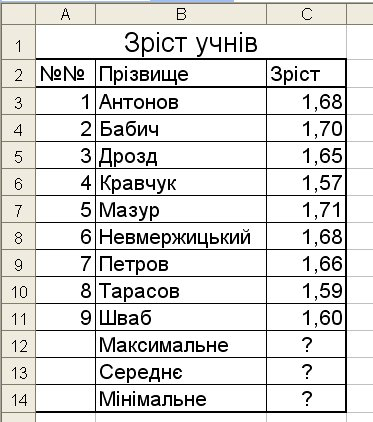 A B C
1 Зріст учнів
2 №№ Прізвище Зріст
3 1 Антонов 1,68
4 2 Бабич 1,70
5 3 Дрозд 1,65
6 4 Кравчук 1,57
7 5 Мазур 1,71
8 6 Невмержицький 1,68
9 7 Петров 1,66
10 8 Тарасов 1,59
11 9 Шваб 1,60
12 Максимальне ?
13 Середнє ?
14 Мінімальне ?